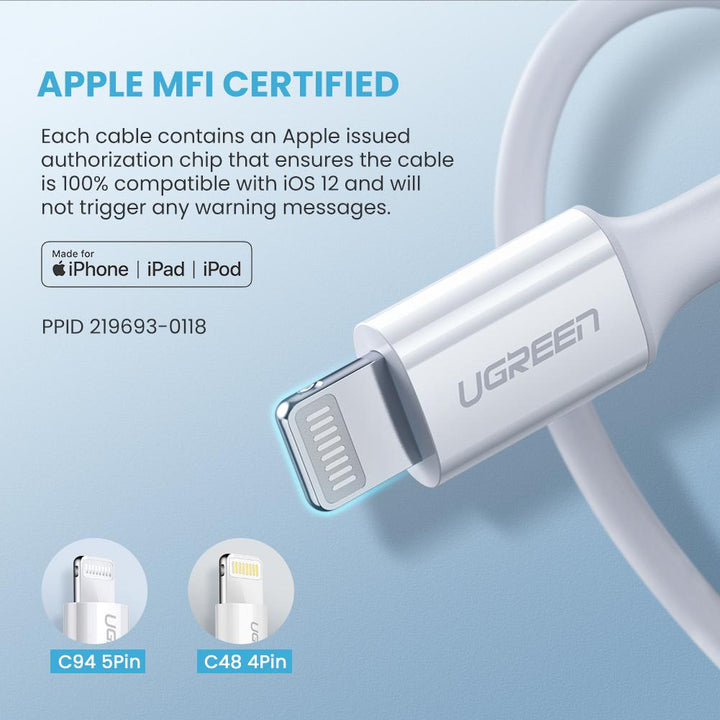 APPLE MFI CERTIFIED
Each cable contains an Apple issued
authorization chip that ensures the cable
is 100% compatible with iOS 12 and will
not trigger any warning messages.
Made for
iPhone | iPad | iPod
PPID 219693-0118
UGREEN
UGREEN
UGREEN
C94 5Pin
C48 4Pin